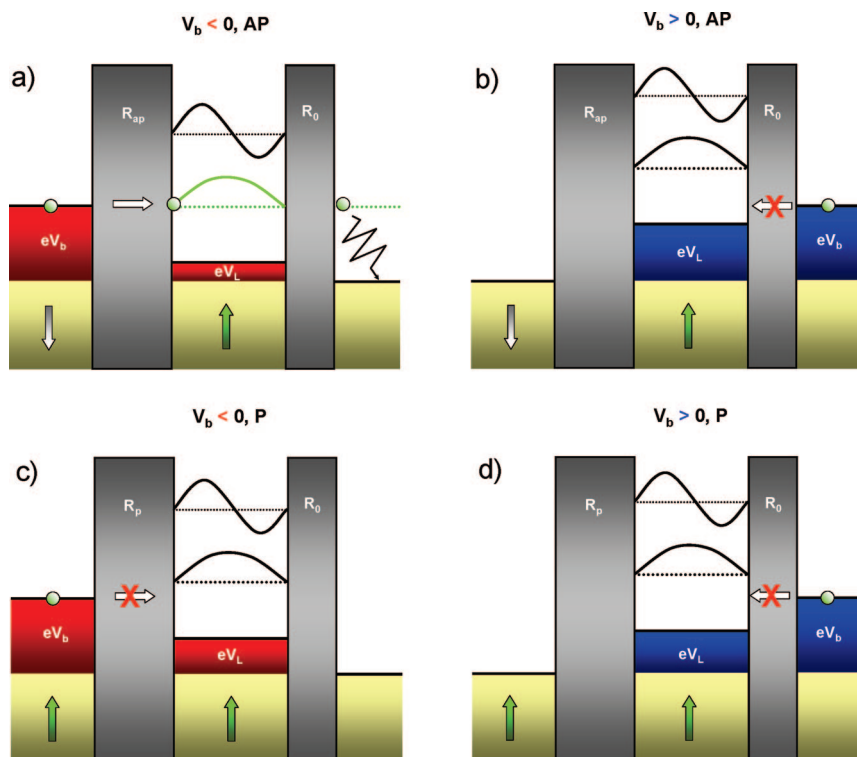 V_b < 0, AP
V_b > 0, AP
a)
R_ap
R_0
eV_b
eV_L
b)
R_ap
R_0
eV_L
eV_b
V_b < 0, P
V_b > 0, P
c)
R_p
R_0
X
eV_b
eV_L
d)
R_p
R_0
X
eV_L
eV_b